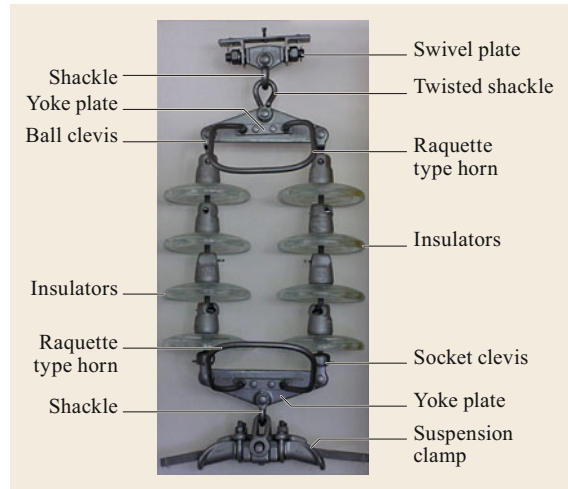 Swivel plate
Shackle
Twisted shackle
Yoke plate
Ball clevis
Raquette
type horn
Insulators
Insulators
Raquette
type horn
Socket clevis
Yoke plate
Shackle
Suspension
clamp